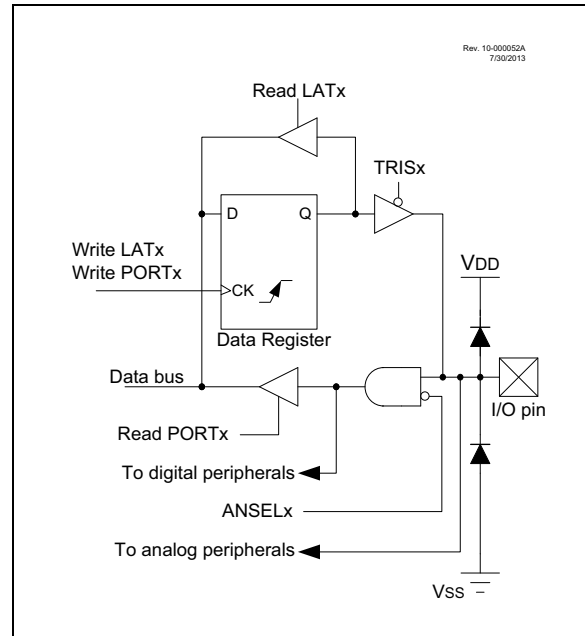 Rev. 10-000052A
7/30/2013
Read LATx
TRISx
D Q
Write LATx
Write PORTx
CK
Data Register
VDD
Data bus
I/O pin
Read PORTx
To digital peripherals
ANSELx
To analog peripherals
Vss